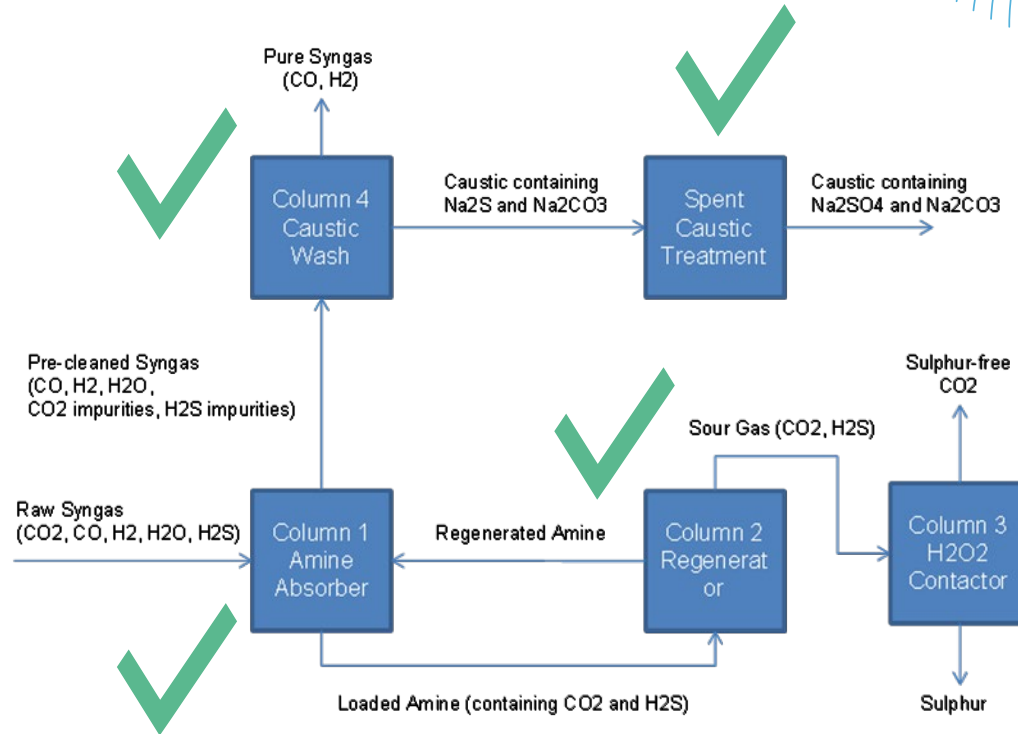 Pure Syngas
(CO, H2)
Column 4
Caustic
Wash
Caustic containing
Na2S and Na2CO3
Spent
Caustic
Treatment
Caustic containing
Na2SO4 and Na2CO3
Pre-cleaned Syngas
(CO, H2, H2O,
CO2 impurities, H2S impurities)
Sulphur-free
CO2
Sour Gas (CO2, H2S)
Raw Syngas
(CO2, CO, H2, H2O, H2S)
Column 1
Amine
Absorber
Regenerated Amine
Column 2
Regenerat
or
Column 3
H2O2
Contactor
Loaded Amine (containing CO2 and H2S)
Sulphur